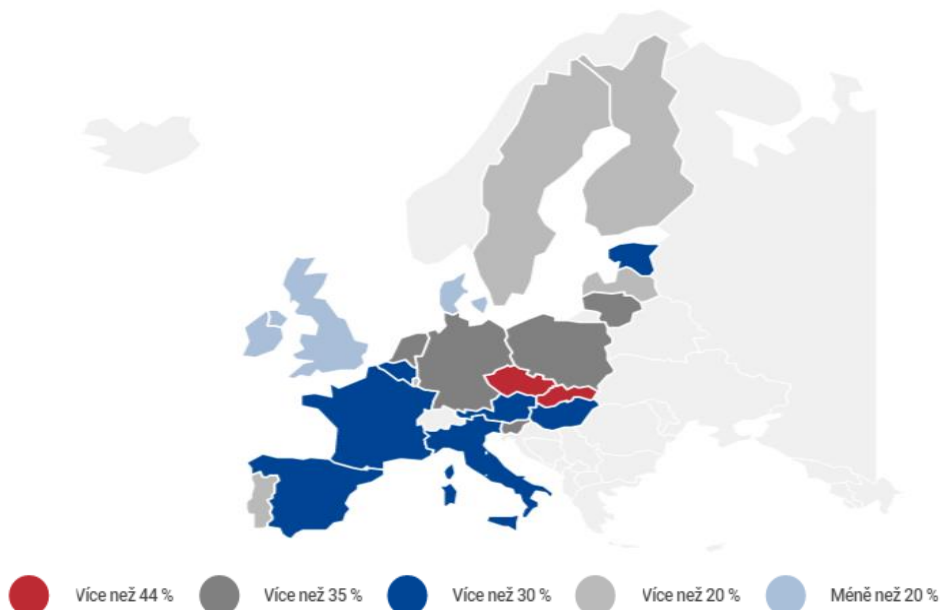 Více než 44 %
Více než 35 %
Více než 30 %
Více než 20 %
Méně než 20 %